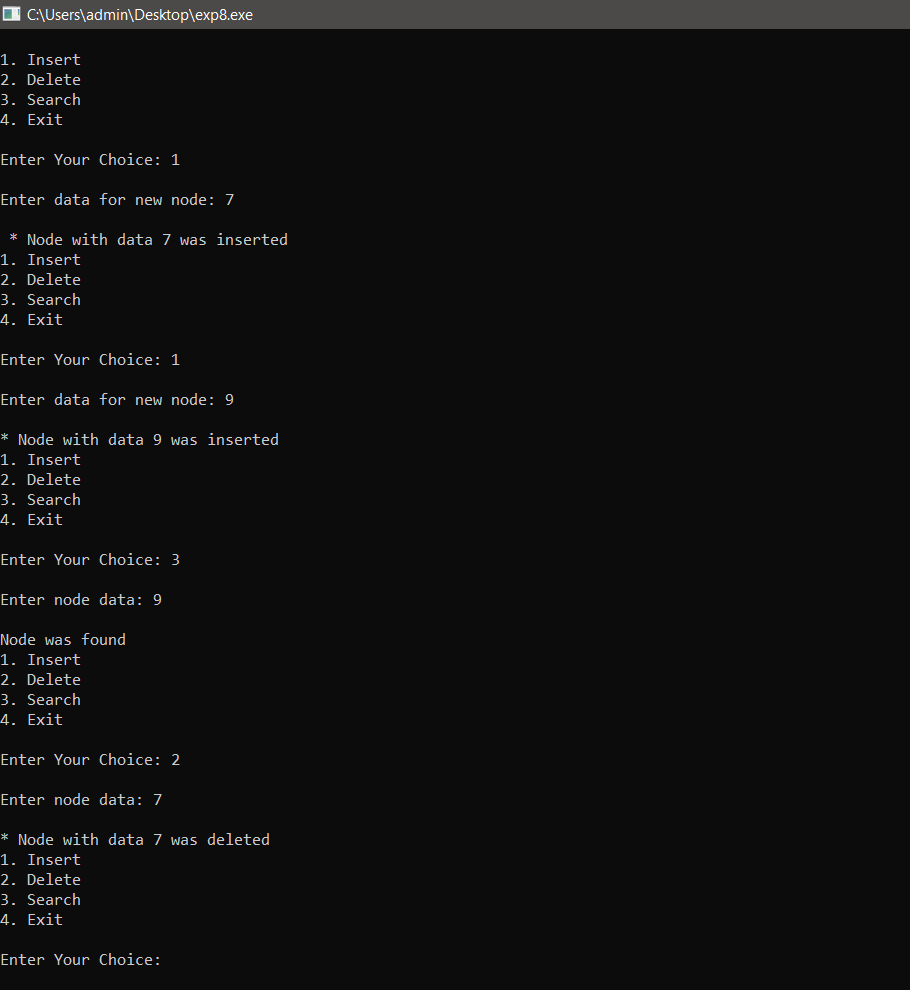 C:\Users\admin\Desktop\exp8.exe
1. Insert
2. Delete
3. Search
4. Exit
Enter Your Choice: 1
Enter data for new node: 7
* Node with data 7 was inserted
1. Insert
2. Delete
3. Search
4. Exit
Enter Your Choice: 1
Enter data for new node: 9
* Node with data 9 was inserted
1. Insert
2. Delete
3. Search
4. Exit
Enter Your Choice: 3
Enter node data: 9
Node was found
1. Insert
2. Delete
3. Search
4. Exit
Enter Your Choice: 2
Enter node data: 7
* Node with data 7 was deleted
1. Insert
2. Delete
3. Search
4. Exit
Enter Your Choice: